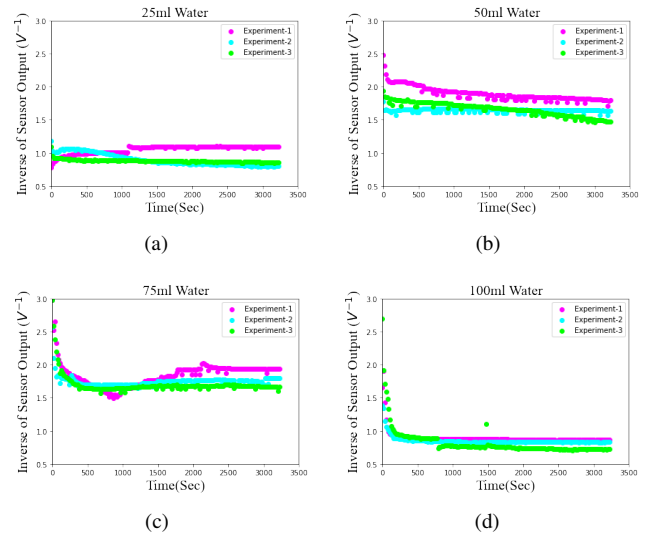 25ml Water
Inverse of Sensor Output (V⁻¹)
3.0
2.5
2.0
1.5
1.0
0.5
Experiment-1
Experiment-2
Experiment-3
0 500 1000 1500 2000 2500 3000 3500
Time(Sec)
(a)
50ml Water
Inverse of Sensor Output (V⁻¹)
3.0
2.5
2.0
1.5
1.0
0.5
Experiment-1
Experiment-2
Experiment-3
0 500 1000 1500 2000 2500 3000 3500
Time(Sec)
(b)
75ml Water
Inverse of Sensor Output (V⁻¹)
3.0
2.5
2.0
1.5
1.0
0.5
Experiment-1
Experiment-2
Experiment-3
0 500 1000 1500 2000 2500 3000 3500
Time(Sec)
(c)
100ml Water
Inverse of Sensor Output (V⁻¹)
3.0
2.5
2.0
1.5
1.0
0.5
Experiment-1
Experiment-2
Experiment-3
0 500 1000 1500 2000 2500 3000 3500
Time(Sec)
(d)